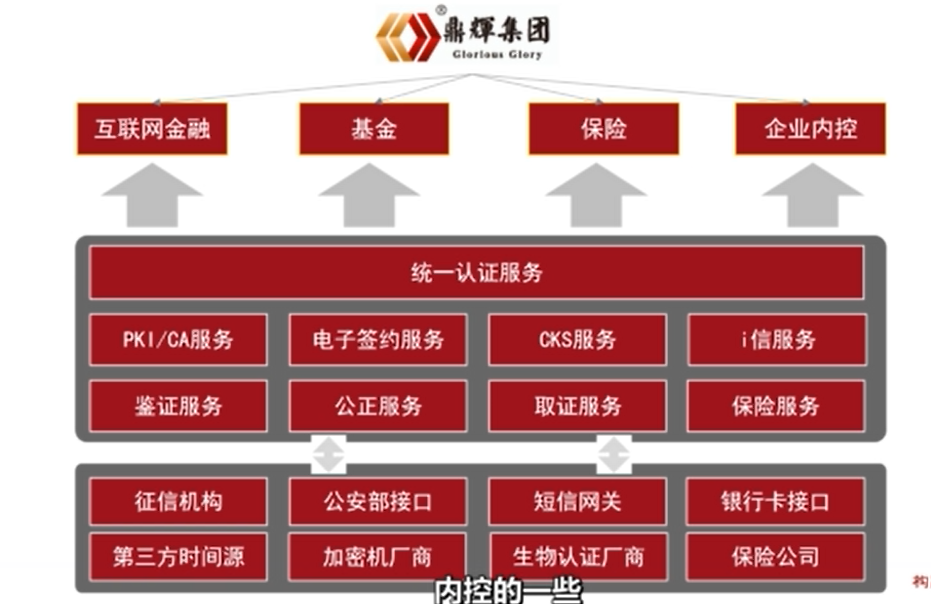 ®
鼎輝集团
Glorious Glory
互联网金融
基金
保险
企业内控
统一认证服务
PKI/CA服务
电子签约服务
CKS服务
i信服务
鉴证服务
公正服务
取证服务
保险服务
征信机构
公安部接口
短信网关
银行卡接口
第三方时间源
加密机厂商
生物认证厂商
保险公司
内控的一些
构